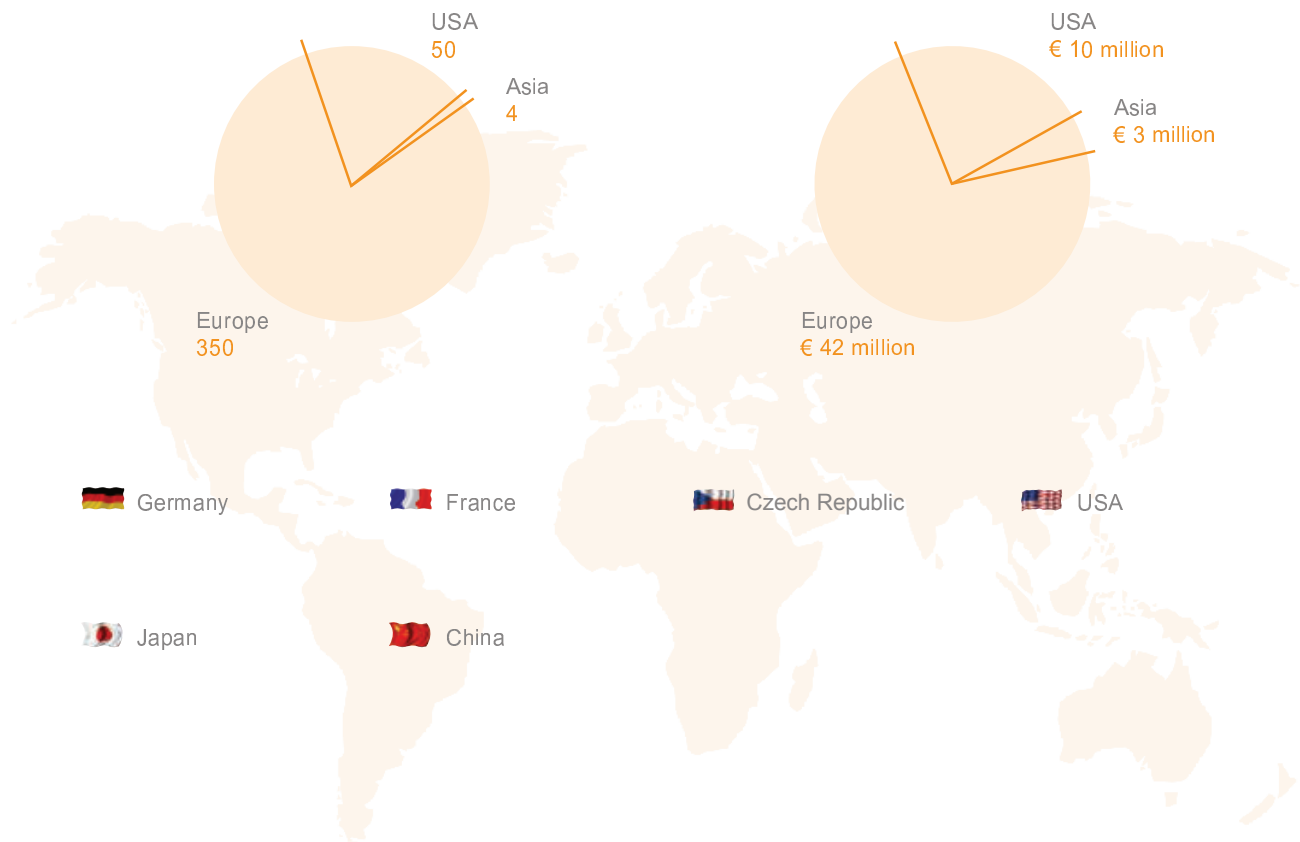 USA
50
Asia
4
Europe
350
USA
€ 10 million
Asia
€ 3 million
Europe
€ 42 million
Germany
France
Czech Republic
USA
Japan
China